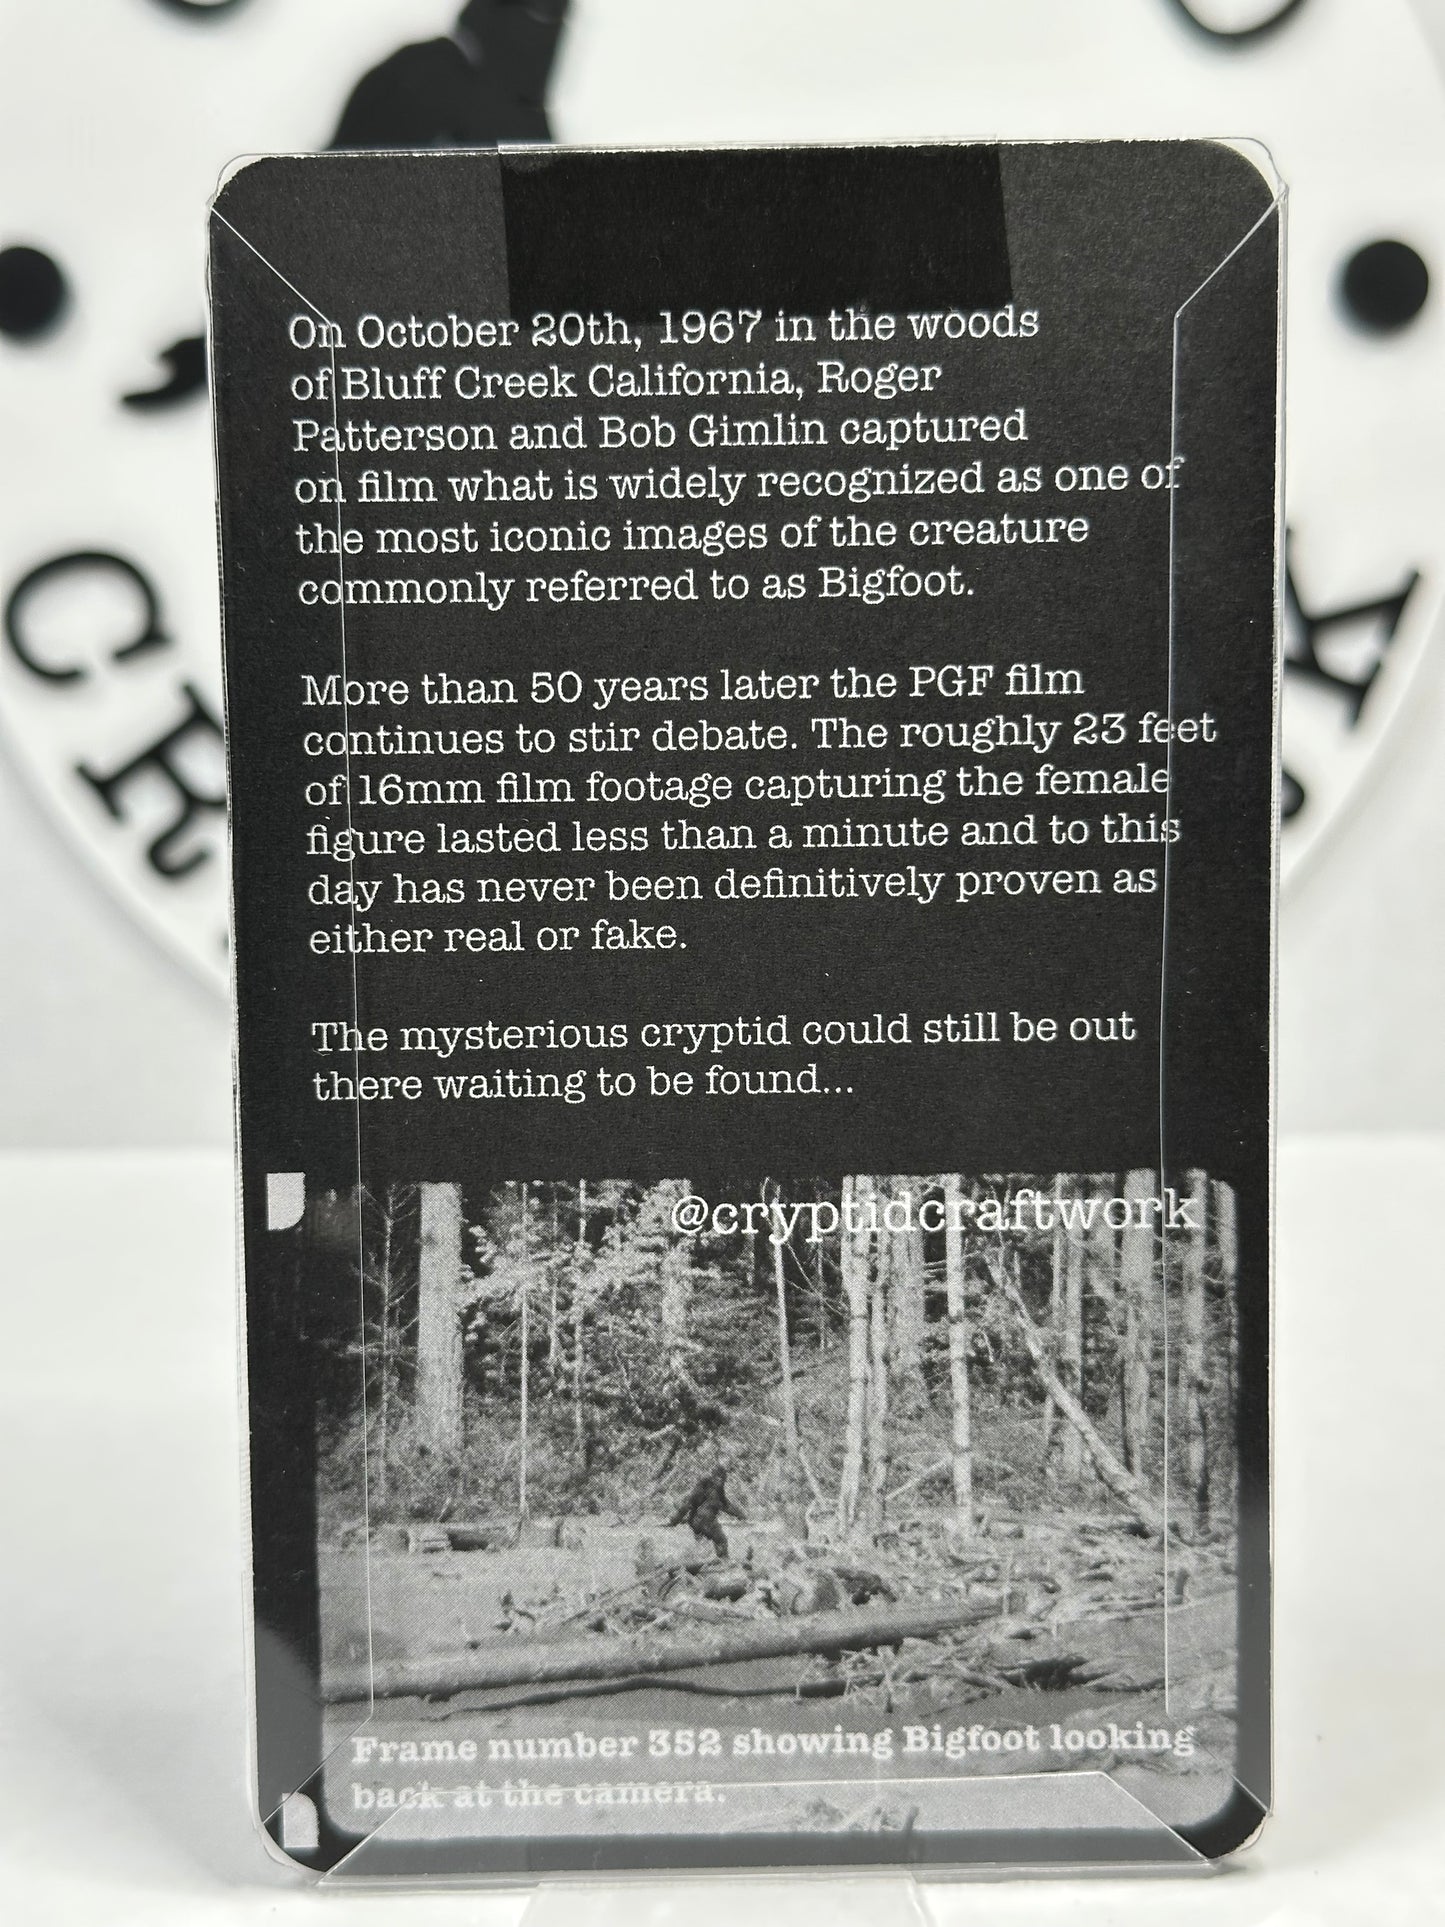 On October 20th, 1967 in the woods
of Bluff Creek California, Roger
Patterson and Bob Gimlin captured
on film what is widely recognized as one of
the most iconic images of the creature
commonly referred to as Bigfoot.
More than 50 years later the PGF film
continues to stir debate. The roughly 23 feet
of 16mm film footage capturing the female
figure lasted less than a minute and to this
day has never been definitively proven as
either real or fake.
The mysterious cryptid could still be out
there waiting to be found...
@cryptidcraftwork
Frame number 352 showing Bigfoot looking
back at the camera.